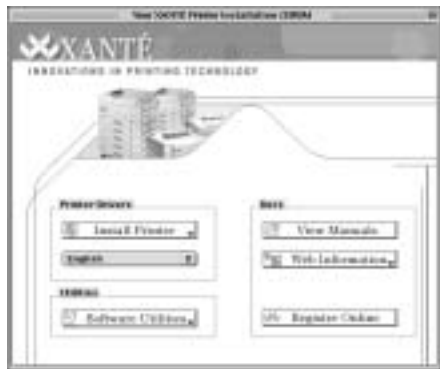 XANTÉ
INNOVATIONS IN PRINTING TECHNOLOGY
Printer Drivers
Install Printer
English
Utilities
Software Utilities
View Manuals
Web Information
Register Online